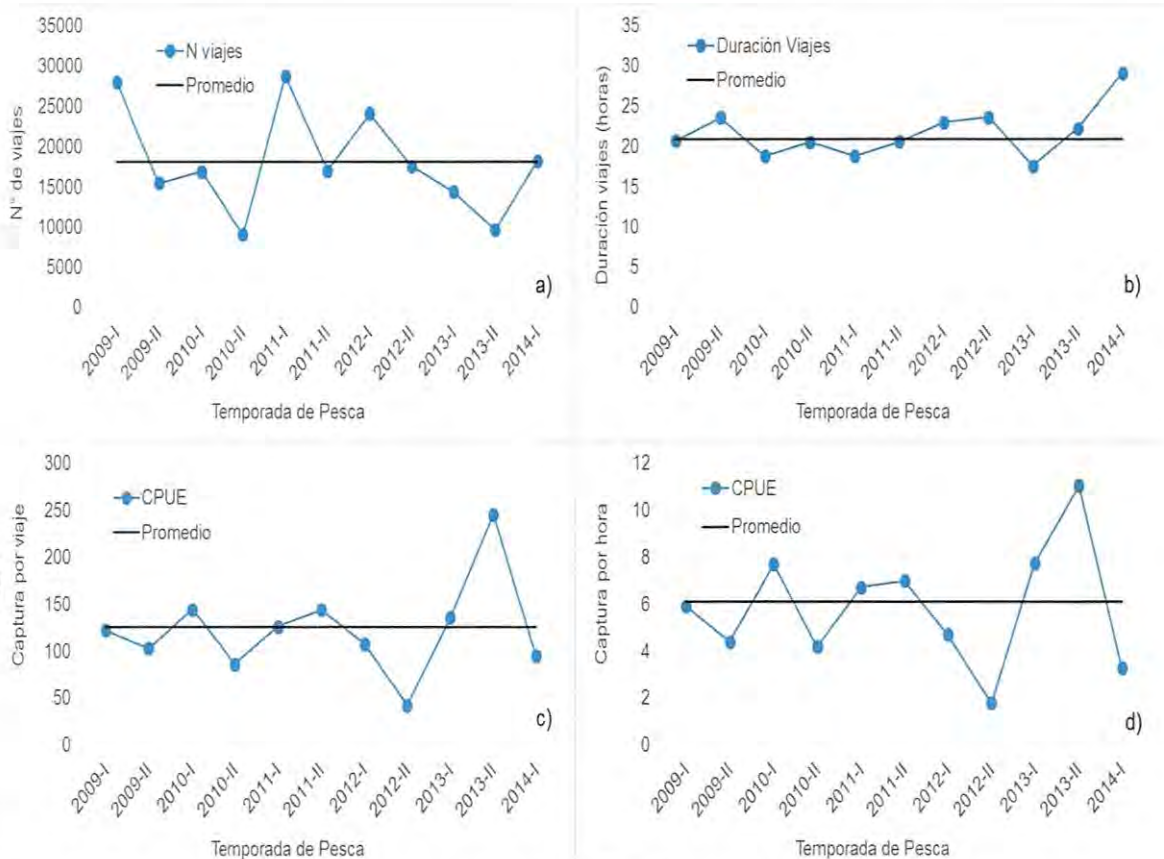 35000
30000
25000
20000
15000
10000
5000
0
N° de viajes
N viajes
Promedio
a)
2009-I
2009-II
2010-I
2010-II
2011-I
2011-II
2012-I
2012-II
2013-I
2013-II
2014-I
Temporada de Pesca
35
30
25
20
15
10
5
0
Duración viajes (horas)
Duración Viajes
Promedio
b)
2009-I
2009-II
2010-I
2010-II
2011-I
2011-II
2012-I
2012-II
2013-I
2013-II
2014-I
Temporada de Pesca
300
250
200
150
100
50
0
Captura por viaje
CPUE
Promedio
c)
2009-I
2009-II
2010-I
2010-II
2011-I
2011-II
2012-I
2012-II
2013-I
2013-II
2014-I
Temporada de Pesca
12
10
8
6
4
2
0
Captura por hora
CPUE
Promedio
d)
2009-I
2009-II
2010-I
2010-II
2011-I
2011-II
2012-I
2012-II
2013-I
2013-II
2014-I
Temporada de Pesca